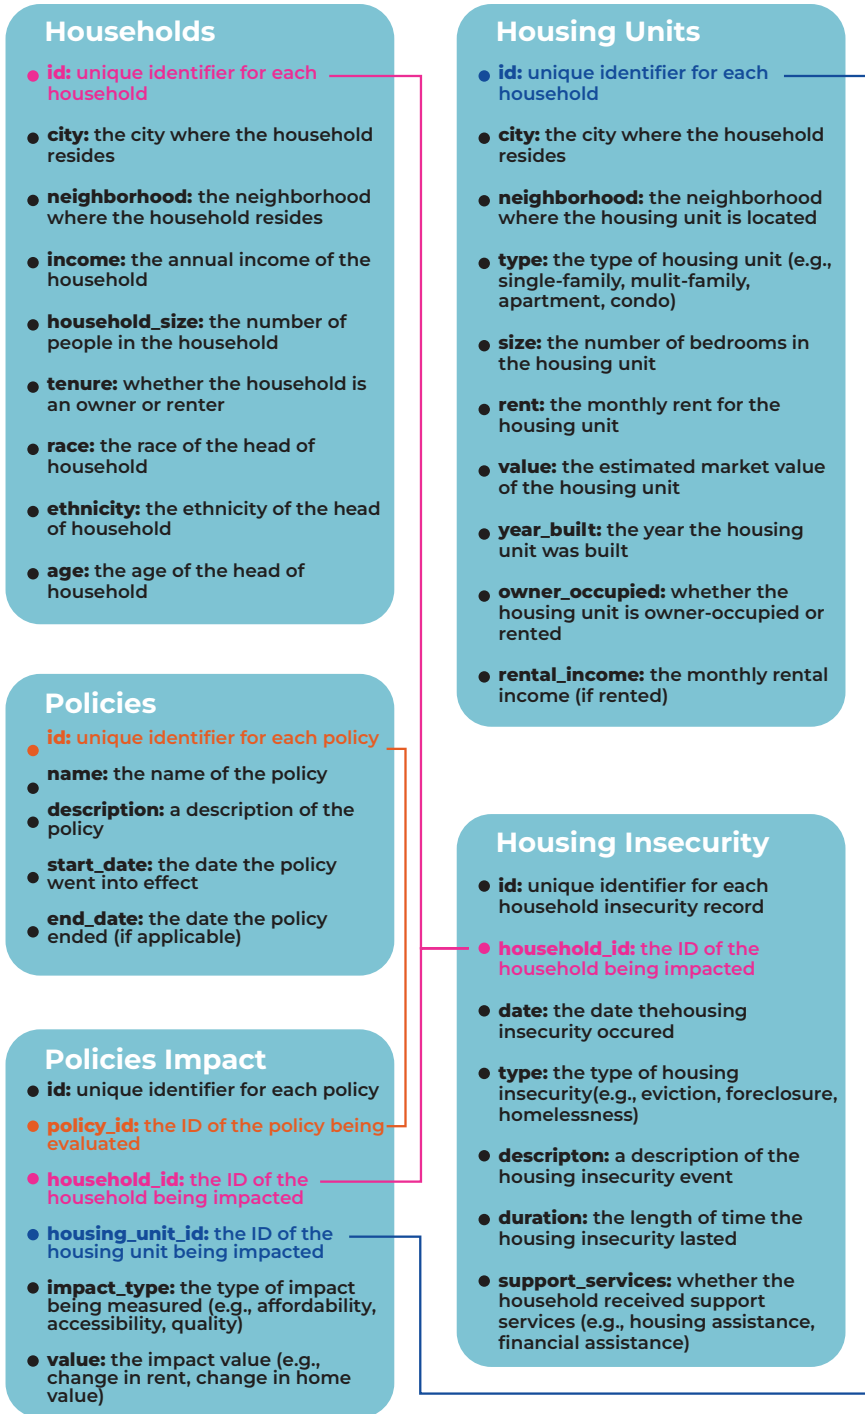 Households
id: unique identifier for each
household
city: the city where the household
resides
neighborhood: the neighborhood
where the household resides
income: the annual income of the
household
household_size: the number of
people in the household
tenure: whether the household is
an owner or renter
race: the race of the head of
household
ethnicity: the ethnicity of the head
of household
age: the age of the head of
household
Housing Units
id: unique identifier for each
household
city: the city where the household
resides
neighborhood: the neighborhood
where the housing unit is located
type: the type of housing unit (e.g.,
single-family, mulit-family,
apartment, condo)
size: the number of bedrooms in
the housing unit
rent: the monthly rent for the
housing unit
value: the estimated market value
of the housing unit
year_built: the year the housing
unit was built
owner_occupied: whether the
housing unit is owner-occupied or
rented
rental_income: the monthly rental
income (if rented)
Policies
id: unique identifier for each policy
name: the name of the policy
description: a description of the
policy
start_date: the date the policy
went into effect
end_date: the date the policy
ended (if applicable)
Housing Insecurity
id: unique identifier for each
household insecurity record
household_id: the ID of the
household being impacted
date: the date thehousing
insecurity occured
type: the type of housing
insecurity(e.g., eviction, foreclosure,
homelessness)
descripton: a description of the
housing insecurity event
duration: the length of time the
housing insecurity lasted
support_services: whether the
household received support
services (e.g., housing assistance,
financial assistance)
Policies Impact
id: unique identifier for each policy
policy_id: the ID of the policy being
evaluated
household_id: the ID of the
household being impacted
housing_unit_id: the ID of the
housing unit being impacted
impact_type: the type of impact
being measured (e.g., affordability,
accessibility, quality)
value: the impact value (e.g.,
change in rent, change in home
value)